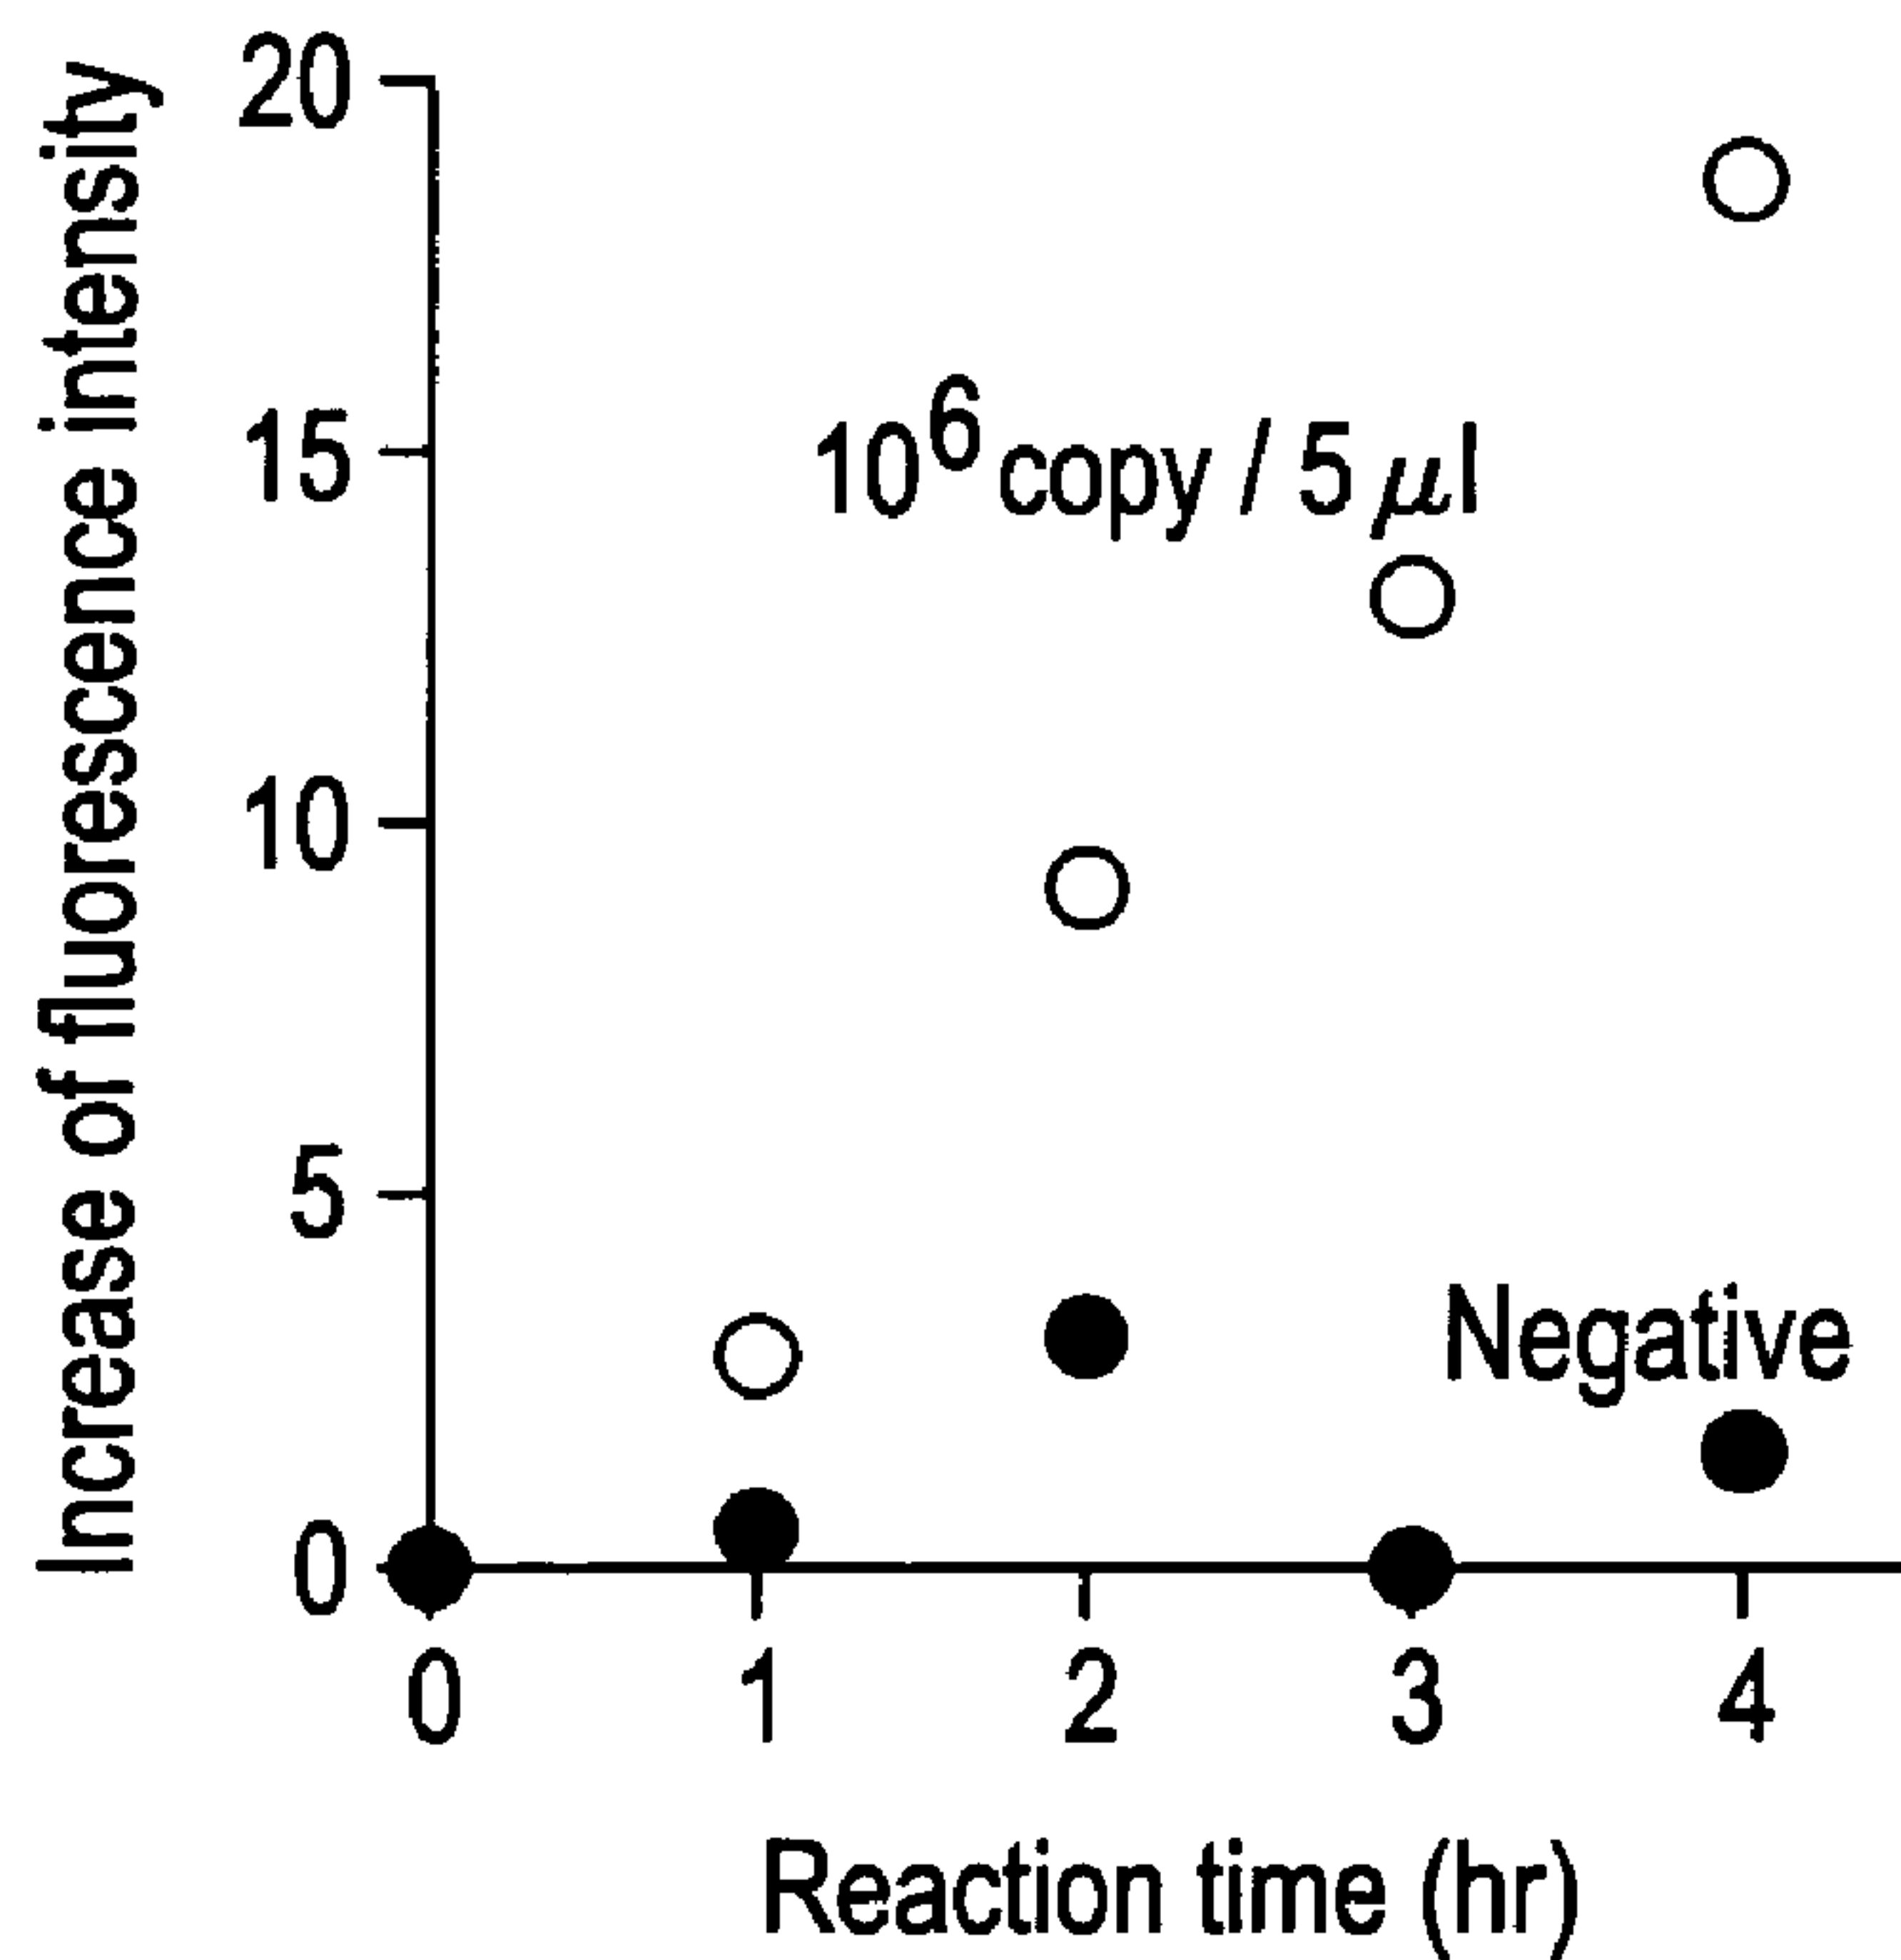 Increase of fluorescence intensity
20
15
10
5
0
10⁶ copy / 5 μl
Negative
0 1 2 3 4
Reaction time (hr)